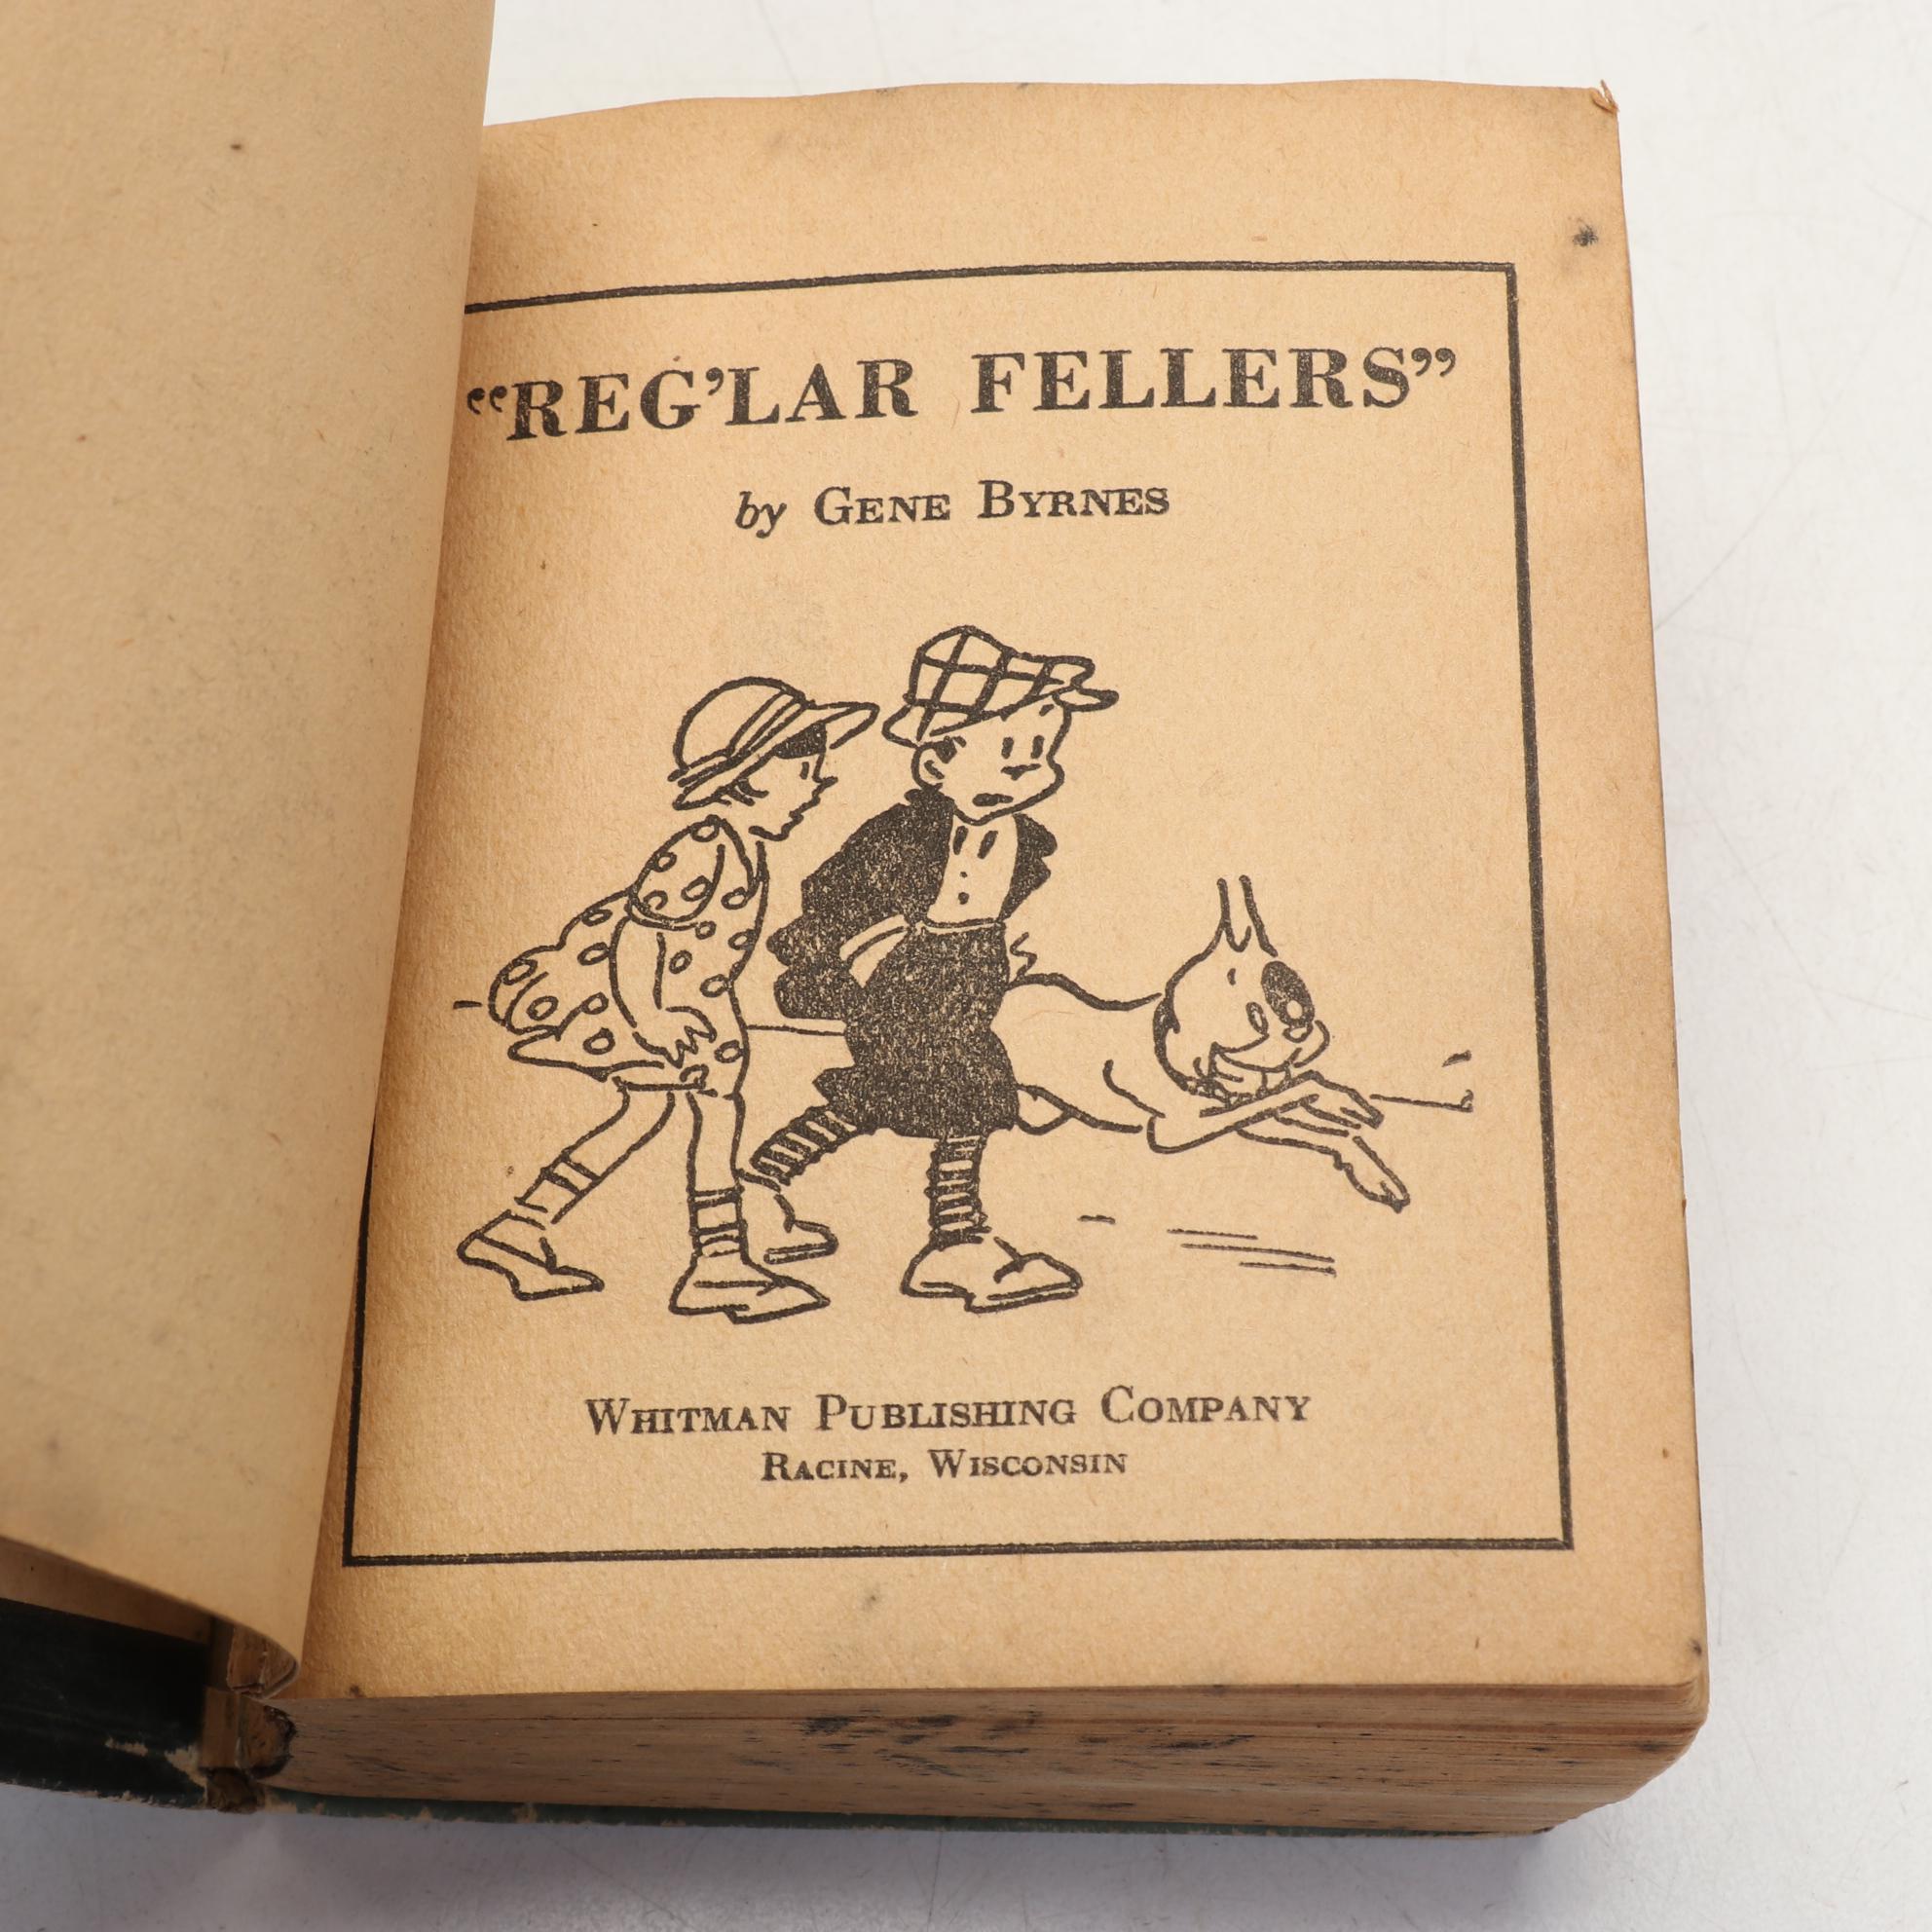 “REG’LAR FELLERS”
by GENE BYRNES
WHITMAN PUBLISHING COMPANY
RACINE, WISCONSIN